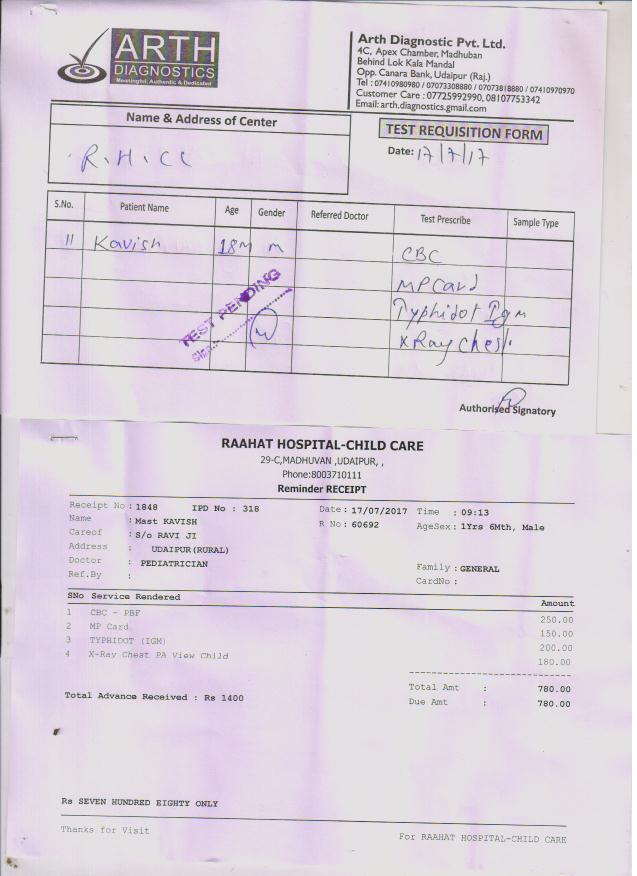 ARTH
DIAGNOSTICS
Meaningful, Authentic & Dedicated
Arth Diagnostic Pvt. Ltd.
4C, Apex Chamber, Madhuban
Behind Lok Kala Mandal
Opp. Canara Bank, Udaipur (Raj.)
Tel : 07410980980 / 07073308880 / 07073818880 / 07410970970
Customer Care : 07725992990, 08107753342
Email: arth.diagnostics.gmail.com
Name & Address of Center
R.H.CC
TEST REQUISITION FORM
Date: 17/7/17
S.No. Patient Name Age Gender Referred Doctor Test Prescribe Sample Type
11 Kavish 18M M CBC
MP Card
Typhidot Igm
X Ray Chest.
TEST PENDING
Authorised Signatory
RAAHAT HOSPITAL-CHILD CARE
29-C,MADHUVAN ,UDAIPUR, ,
Phone:8003710111
Reminder RECEIPT
Receipt No : 1848 IPD No : 318 Date : 17/07/2017 Time : 09:13
Name : Mast KAVISH R No : 60692 AgeSex : 1Yrs 6Mth, Male
Careof : S/o RAVI JI
Address : UDAIPUR(RURAL)
Doctor : PEDIATRICIAN Family : GENERAL
Ref.By : CardNo :
SNo Service Rendered Amount
1 CBC - PBF 250.00
2 MP Card 150.00
3 TYPHIDOT (IGM) 200.00
4 X-Ray Chest PA View Child 180.00
Total Advance Received : Rs 1400 Total Amt : 780.00
Due Amt : 780.00
Rs SEVEN HUNDRED EIGHTY ONLY
Thanks for Visit For RAAHAT HOSPITAL-CHILD CARE